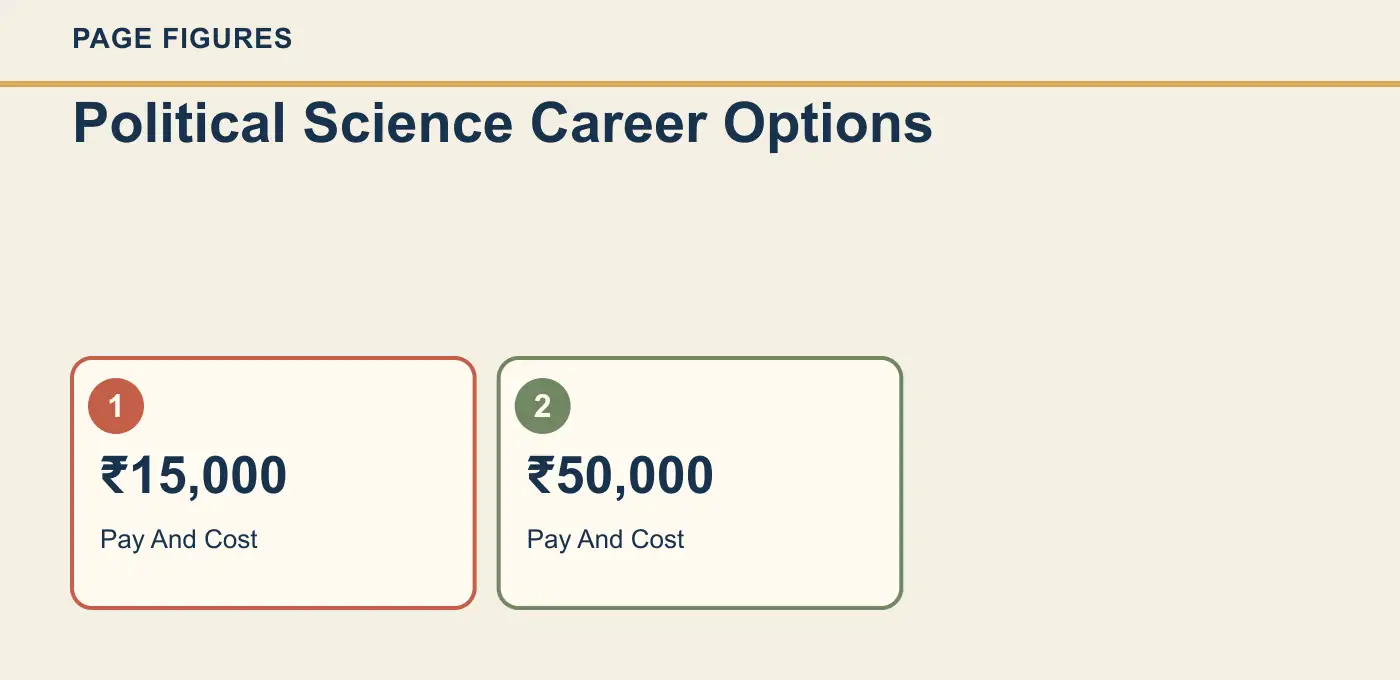 PAGE FIGURES
Political Science Career Options
1
₹15,000
Pay And Cost
2
₹50,000
Pay And Cost